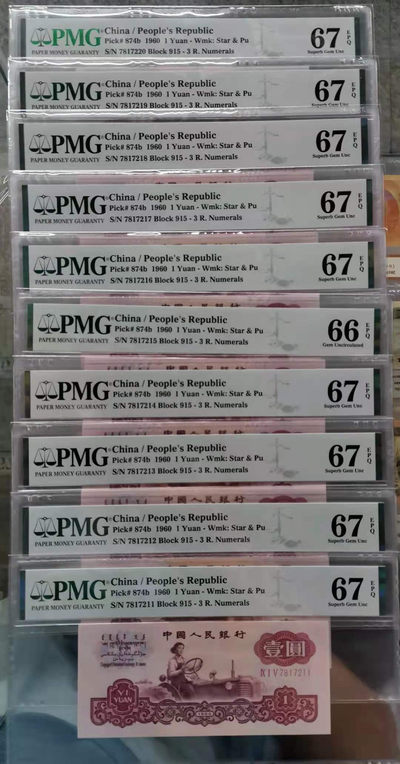 PMG
PAPER MONEY GUARANTY
China / People's Republic
Pick# 874b 1960 1 Yuan - Wmk: Star & Pu
S/N 7817220 Block 915 - 3 R. Numerals
67
EPQ
Superb Gem Unc
PMG
PAPER MONEY GUARANTY
China / People's Republic
Pick# 874b 1960 1 Yuan - Wmk: Star & Pu
S/N 7817219 Block 915 - 3 R. Numerals
67
EPQ
Superb Gem Unc
PMG
PAPER MONEY GUARANTY
China / People's Republic
Pick# 874b 1960 1 Yuan - Wmk: Star & Pu
S/N 7817218 Block 915 - 3 R. Numerals
67
EPQ
Superb Gem Unc
PMG
PAPER MONEY GUARANTY
China / People's Republic
Pick# 874b 1960 1 Yuan - Wmk: Star & Pu
S/N 7817217 Block 915 - 3 R. Numerals
67
EPQ
Superb Gem Unc
PMG
PAPER MONEY GUARANTY
China / People's Republic
Pick# 874b 1960 1 Yuan - Wmk: Star & Pu
S/N 7817216 Block 915 - 3 R. Numerals
67
EPQ
Superb Gem Unc
PMG
PAPER MONEY GUARANTY
China / People's Republic
Pick# 874b 1960 1 Yuan - Wmk: Star & Pu
S/N 7817215 Block 915 - 3 R. Numerals
66
EPQ
Gem Uncirculated
PMG
PAPER MONEY GUARANTY
China / People's Republic
Pick# 874b 1960 1 Yuan - Wmk: Star & Pu
S/N 7817214 Block 915 - 3 R. Numerals
67
EPQ
Superb Gem Unc
PMG
PAPER MONEY GUARANTY
China / People's Republic
Pick# 874b 1960 1 Yuan - Wmk: Star & Pu
S/N 7817213 Block 915 - 3 R. Numerals
67
EPQ
Superb Gem Unc
PMG
PAPER MONEY GUARANTY
China / People's Republic
Pick# 874b 1960 1 Yuan - Wmk: Star & Pu
S/N 7817212 Block 915 - 3 R. Numerals
67
EPQ
Superb Gem Unc
PMG
PAPER MONEY GUARANTY
China / People's Republic
Pick# 874b 1960 1 Yuan - Wmk: Star & Pu
S/N 7817211 Block 915 - 3 R. Numerals
67
EPQ
Superb Gem Unc
中国人民银行
壹圆
IX I V 7817211
YI
YUAN
1960
1